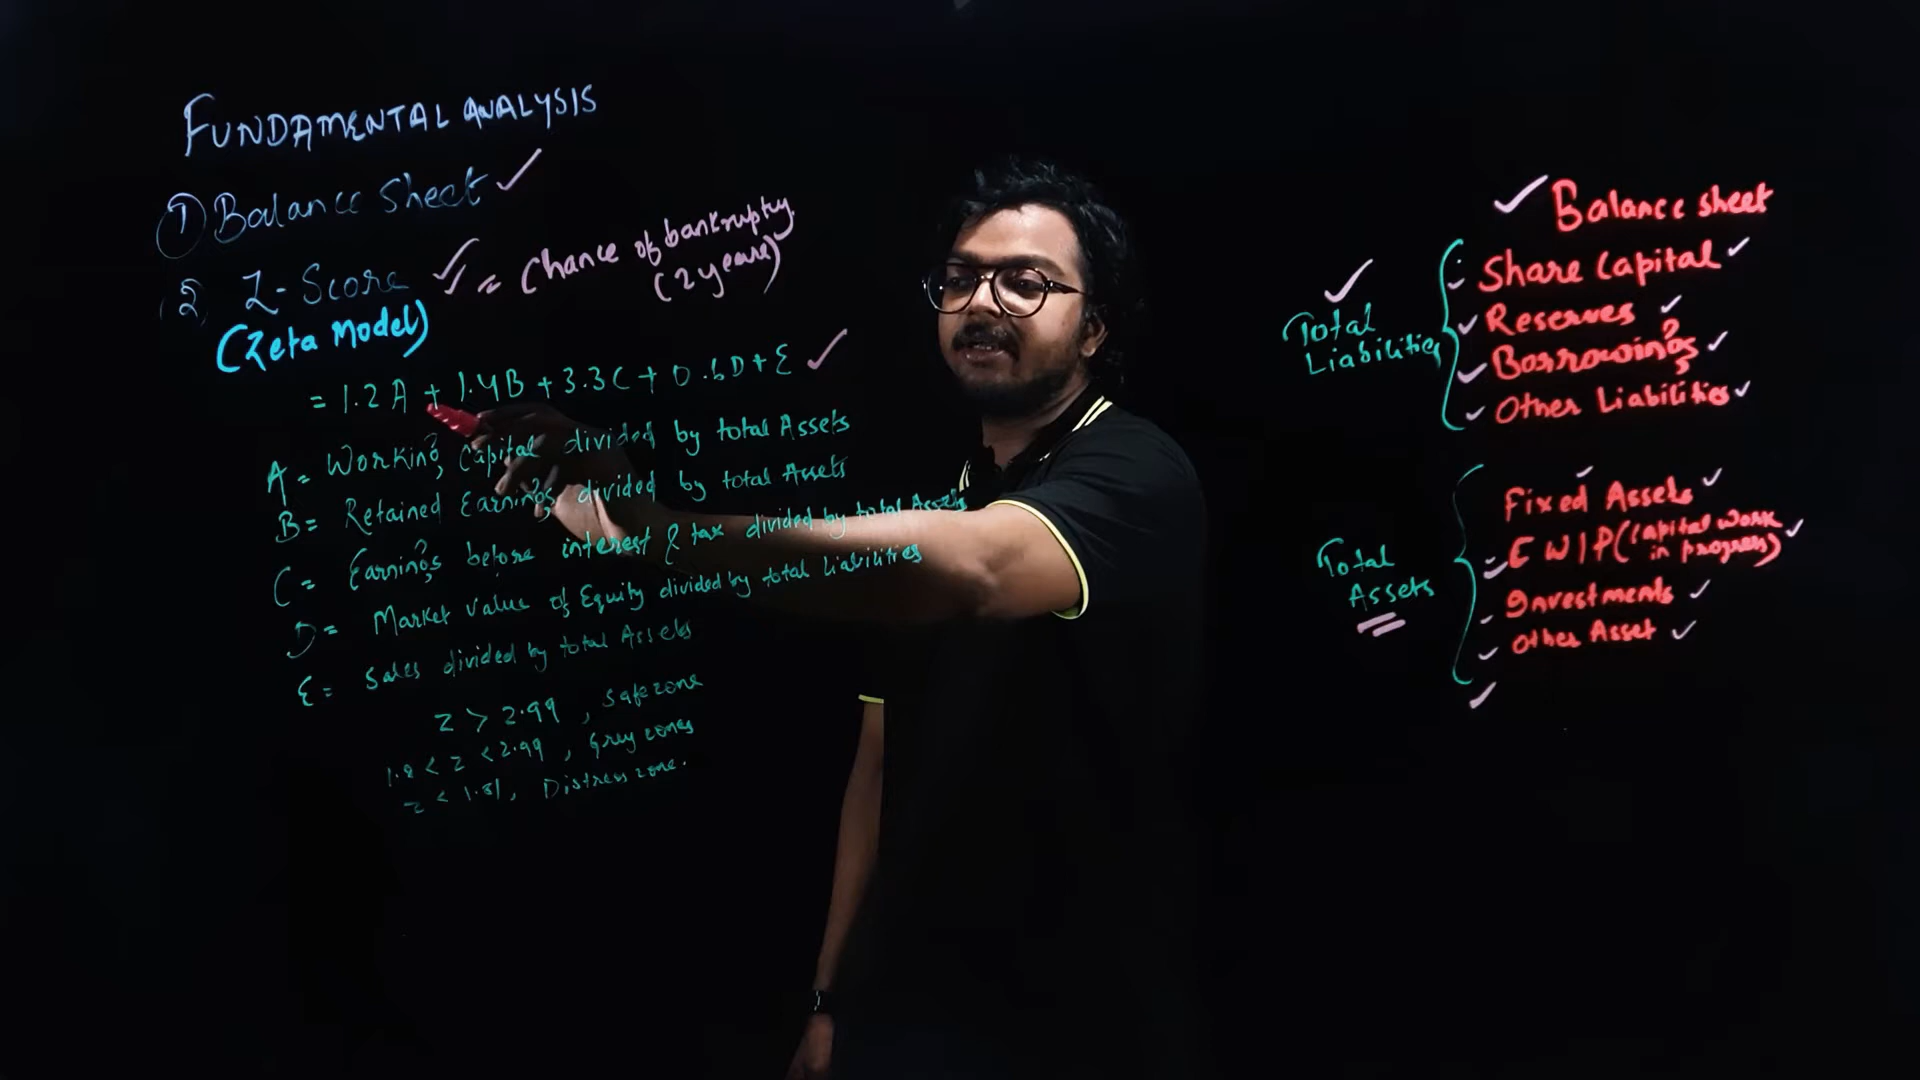 FUNDAMENTAL ANALYSIS
① Balance Sheet ✓
② Z-Score ✓ = Chance of bankruptcy.
(2 years)
(Zeta Model)
= 1.2A + 1.4B + 3.3C + 0.6D + E ✓
A = Working Capital divided by total Assets
B = Retained Earnings divided by total Assets
C = Earnings before interest & tax divided by total Assets
D = Market value of Equity divided by total Liabilities
E = Sales divided by total Assets
Z > 2.99, Safe zone
1.8 < Z < 2.99, Grey zones
Z < 1.81, Distress zone.
✓ Balance sheet
Total Liabilities
Share Capital ✓
✓ Reserves ✓
✓ Borrowings ✓
✓ Other Liabilities ✓
Total Assets
Fixed Assets ✓
CWIP (Capital work in progress) ✓
Investments ✓
✓ Other Asset ✓